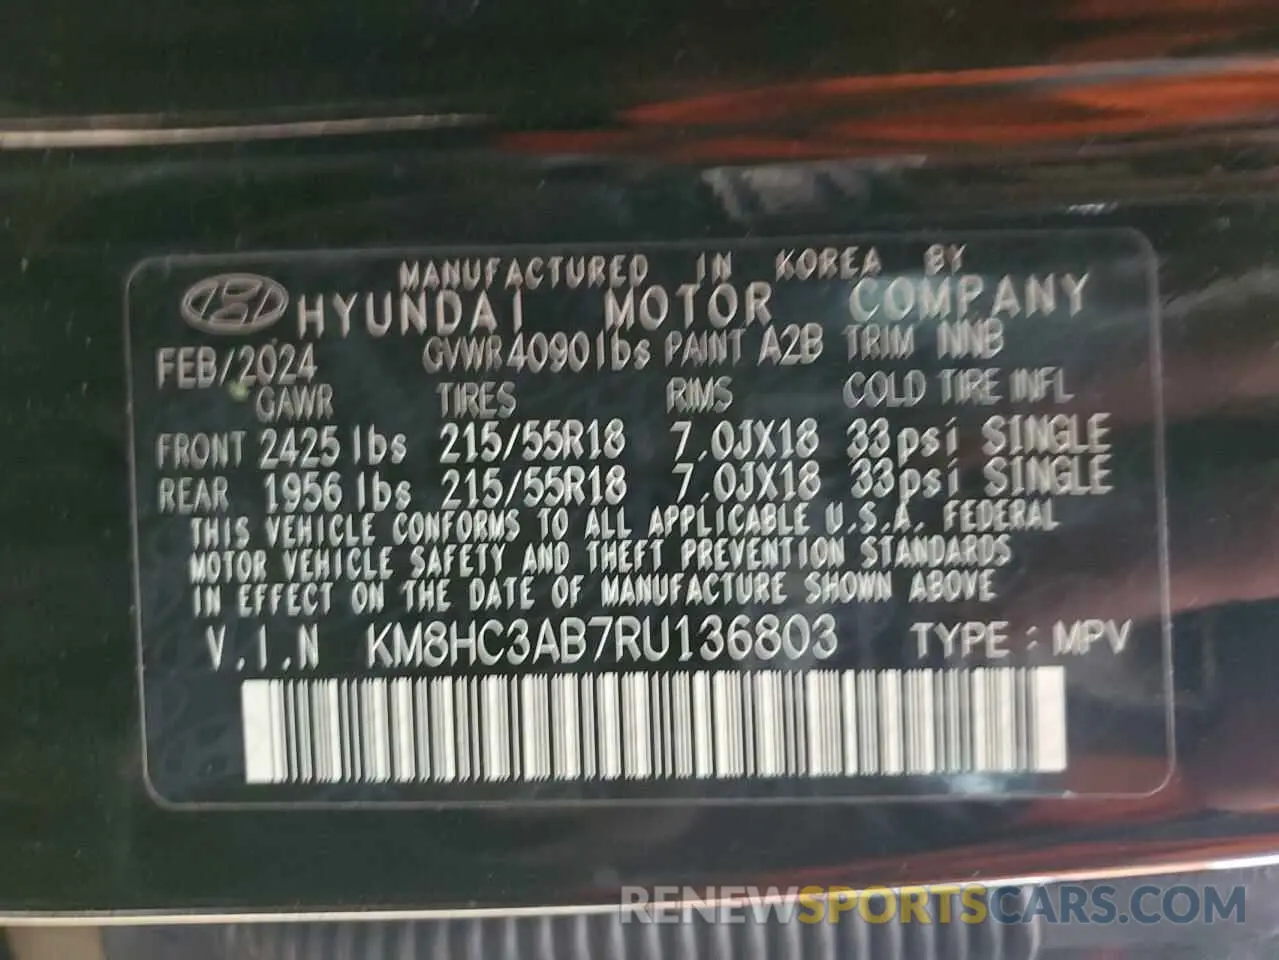 MANUFACTURED IN KOREA BY
HYUNDAI MOTOR COMPANY
FEB/2024 GVWR 4090lbs PAINT A2B TRIM NNB
GAWR TIRES RIMS COLD TIRE INFL
FRONT 2425 lbs 215/55R18 7.0JX18 33psi SINGLE
REAR 1956 lbs 215/55R18 7.0JX18 33psi SINGLE
THIS VEHICLE CONFORMS TO ALL APPLICABLE U.S.A. FEDERAL
MOTOR VEHICLE SAFETY AND THEFT PREVENTION STANDARDS
IN EFFECT ON THE DATE OF MANUFACTURE SHOWN ABOVE
V.I.N KM8HC3AB7RU136803 TYPE : MPV
RENEWSPORTSCARS.COM